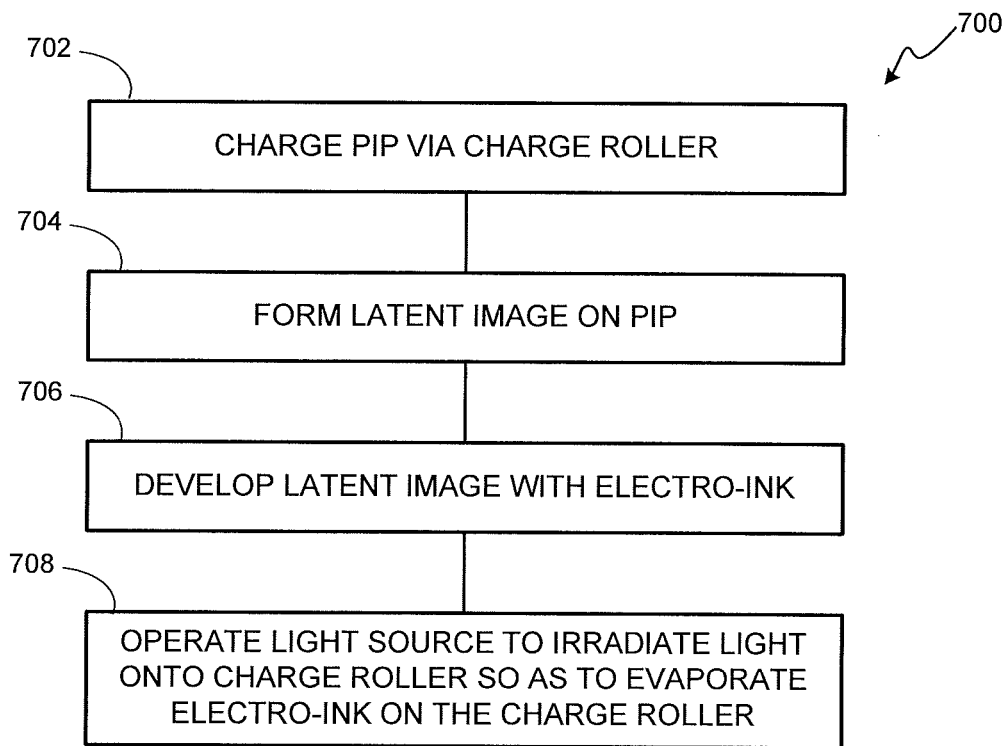 700
702
CHARGE PIP VIA CHARGE ROLLER
704
FORM LATENT IMAGE ON PIP
706
DEVELOP LATENT IMAGE WITH ELECTRO-INK
708
OPERATE LIGHT SOURCE TO IRRADIATE LIGHT
ONTO CHARGE ROLLER SO AS TO EVAPORATE
ELECTRO-INK ON THE CHARGE ROLLER